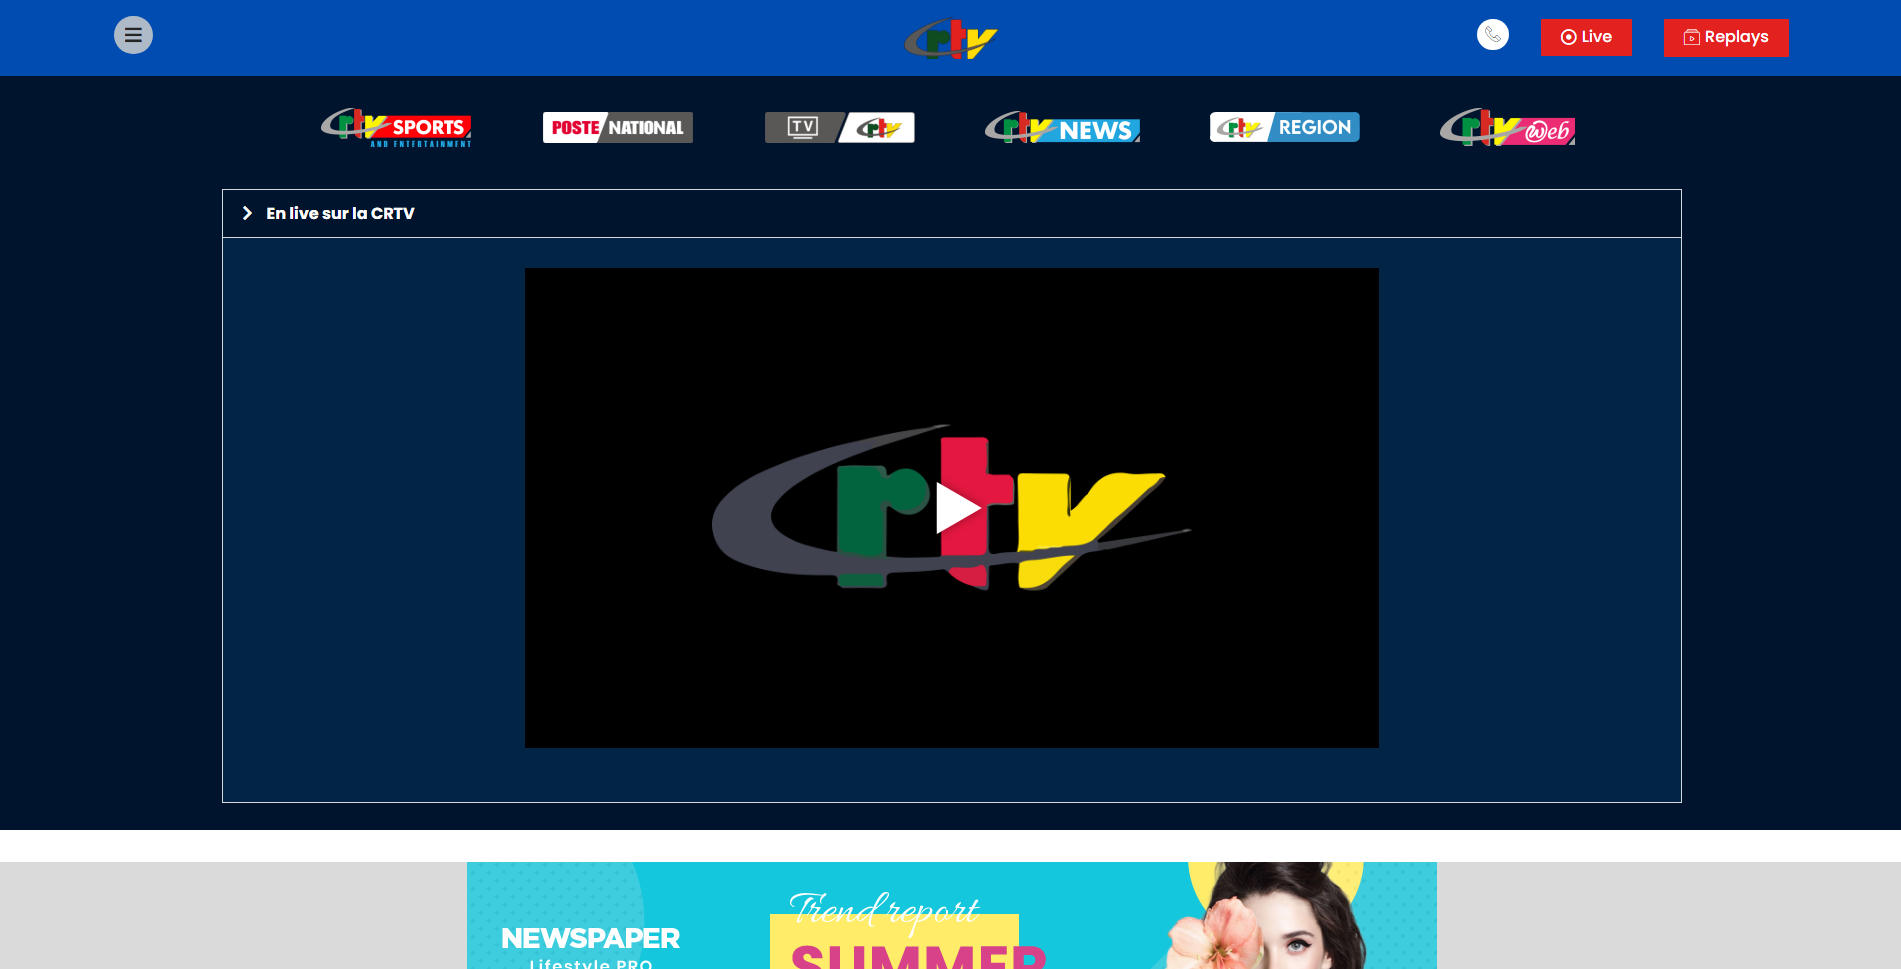 crtv
Live
Replays
crtv SPORTS
AND ENTERTAINMENT
POSTE NATIONAL
TV crtv
crtv NEWS
crtv REGION
crtv Web
En live sur la CRTV
crtv
Trend report
NEWSPAPER
SUMMER
Lifestyle PRO